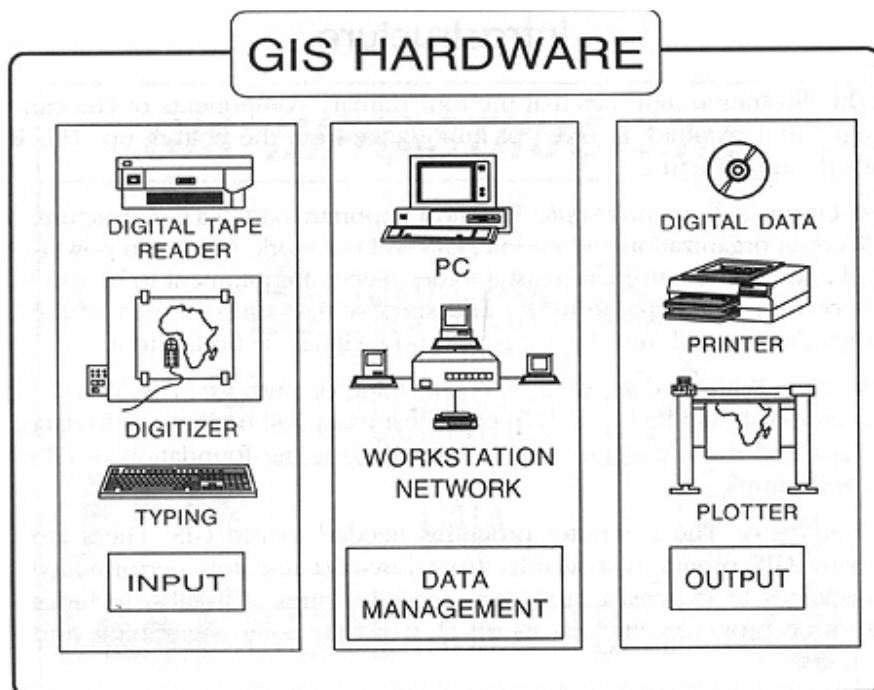 GIS HARDWARE
DIGITAL TAPE
READER
DIGITIZER
TYPING
INPUT
PC
WORKSTATION
NETWORK
DATA
MANAGEMENT
DIGITAL DATA
PRINTER
PLOTTER
OUTPUT